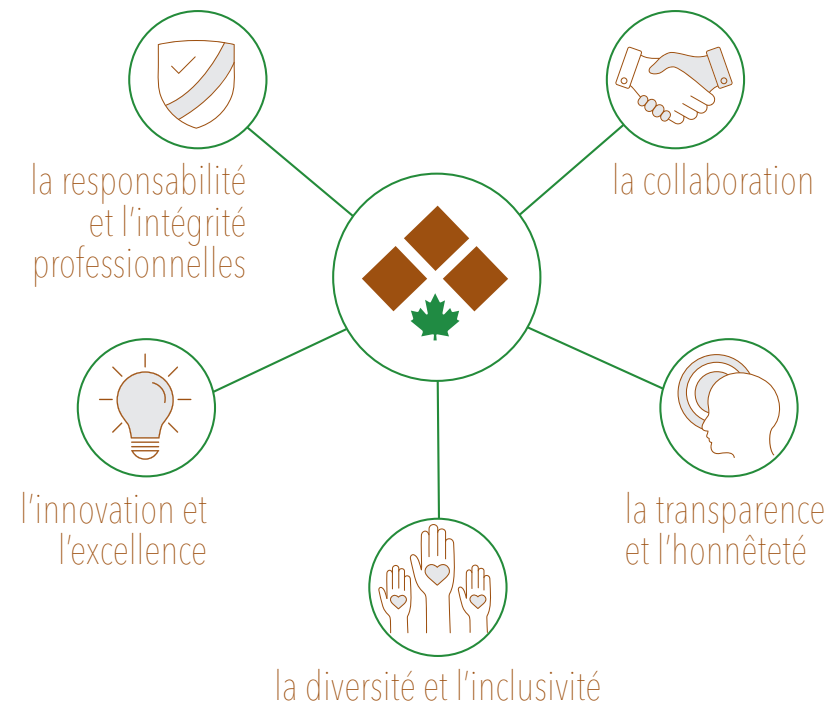 la responsabilité
et l'intégrité
professionnelles
la collaboration
l'innovation et
l'excellence
la transparence
et l'honnêteté
la diversité et l'inclusivité